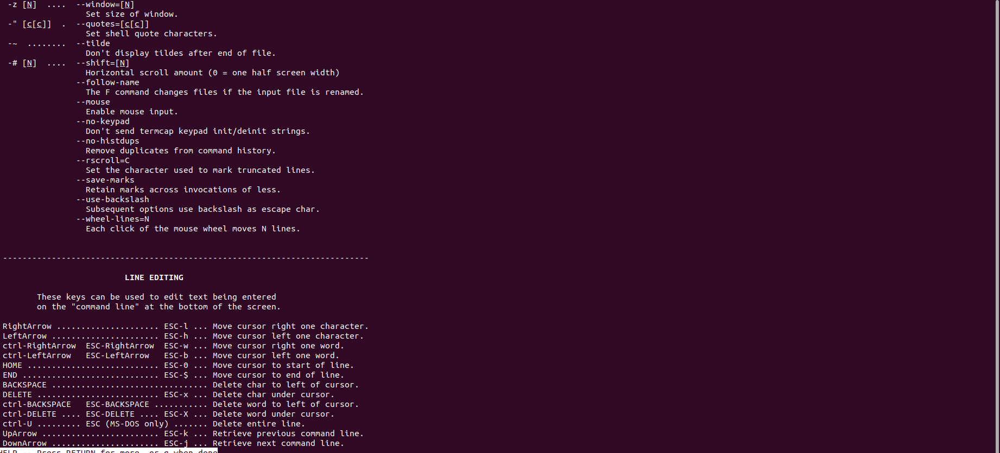 -z [N]  ....  --window=[N]
                Set size of window.
-" [c[c]]  .  --quotes=[c[c]]
                Set shell quote characters.
-~  ........  --tilde
                Don't display tildes after end of file.
-# [N]  ....  --shift=[N]
                Horizontal scroll amount (0 = one half screen width)
              --follow-name
                The F command changes files if the input file is renamed.
              --mouse
                Enable mouse input.
              --no-keypad
                Don't send termcap keypad init/deinit strings.
              --no-histdups
                Remove duplicates from command history.
              --rscroll=C
                Set the character used to mark truncated lines.
              --save-marks
                Retain marks across invocations of less.
              --use-backslash
                Subsequent options use backslash as escape char.
              --wheel-lines=N
                Each click of the mouse wheel moves N lines.
---------------------------------------------------------------------------
                         LINE EDITING
       These keys can be used to edit text being entered
       on the "command line" at the bottom of the screen.
RightArrow ..................... ESC-l ... Move cursor right one character.
LeftArrow ...................... ESC-h ... Move cursor left one character.
ctrl-RightArrow  ESC-RightArrow  ESC-w ... Move cursor right one word.
ctrl-LeftArrow   ESC-LeftArrow   ESC-b ... Move cursor left one word.
HOME ........................... ESC-0 ... Move cursor to start of line.
END ............................ ESC-$ ... Move cursor to end of line.
BACKSPACE ................................ Delete char to left of cursor.
DELETE ......................... ESC-x ... Delete char under cursor.
ctrl-BACKSPACE   ESC-BACKSPACE ........... Delete word to left of cursor.
ctrl-DELETE .... ESC-DELETE .... ESC-X ... Delete word under cursor.
ctrl-U ......... ESC (MS-DOS only) ....... Delete entire line.
UpArrow ........................ ESC-k ... Retrieve previous command line.
DownArrow ...................... ESC-j ... Retrieve next command line.
HELP -- Press RETURN for more, or q when done